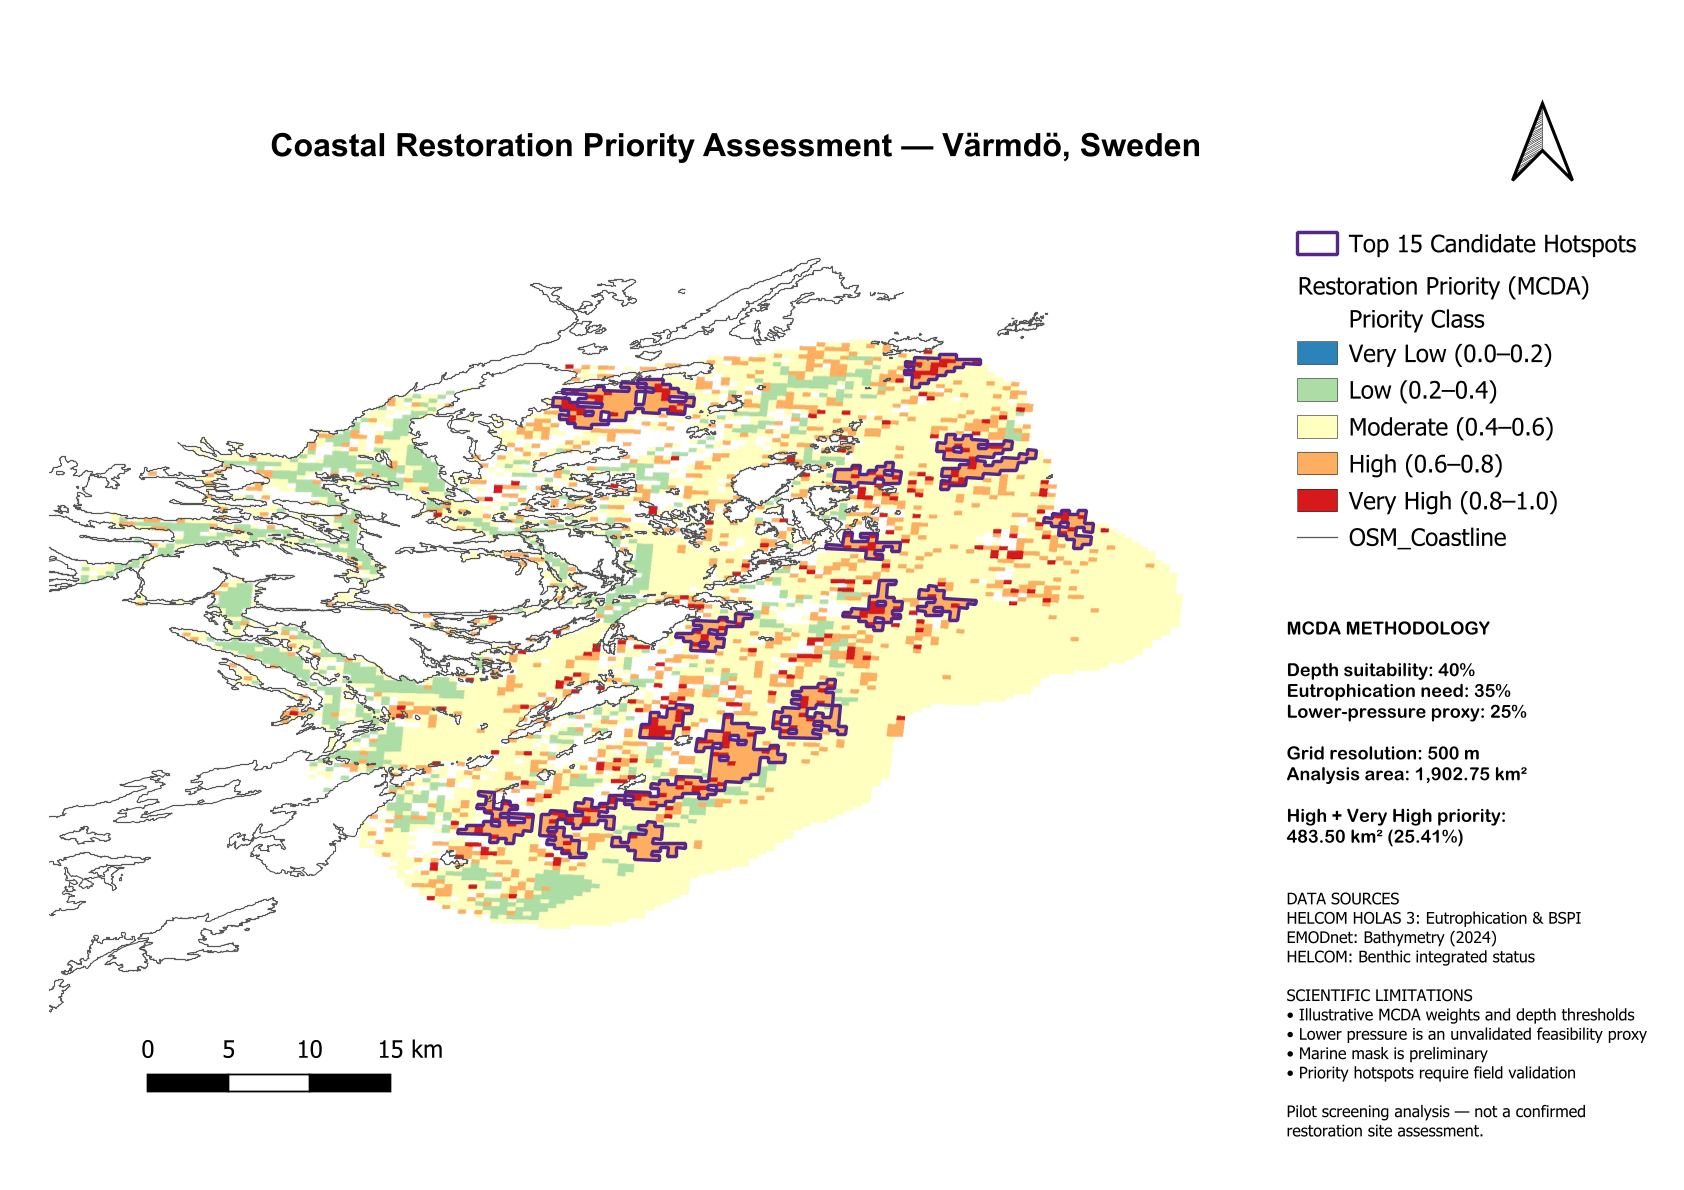 Coastal Restoration Priority Assessment — Värmdö, Sweden
Top 15 Candidate Hotspots
Restoration Priority (MCDA)
Priority Class
Very Low (0.0–0.2)
Low (0.2–0.4)
Moderate (0.4–0.6)
High (0.6–0.8)
Very High (0.8–1.0)
OSM_Coastline
MCDA METHODOLOGY
Depth suitability: 40%
Eutrophication need: 35%
Lower-pressure proxy: 25%
Grid resolution: 500 m
Analysis area: 1,902.75 km²
High + Very High priority:
483.50 km² (25.41%)
DATA SOURCES
HELCOM HOLAS 3: Eutrophication & BSPI
EMODnet: Bathymetry (2024)
HELCOM: Benthic integrated status
SCIENTIFIC LIMITATIONS
• Illustrative MCDA weights and depth thresholds
• Lower pressure is an unvalidated feasibility proxy
• Marine mask is preliminary
• Priority hotspots require field validation
Pilot screening analysis — not a confirmed
restoration site assessment.
0 5 10 15 km